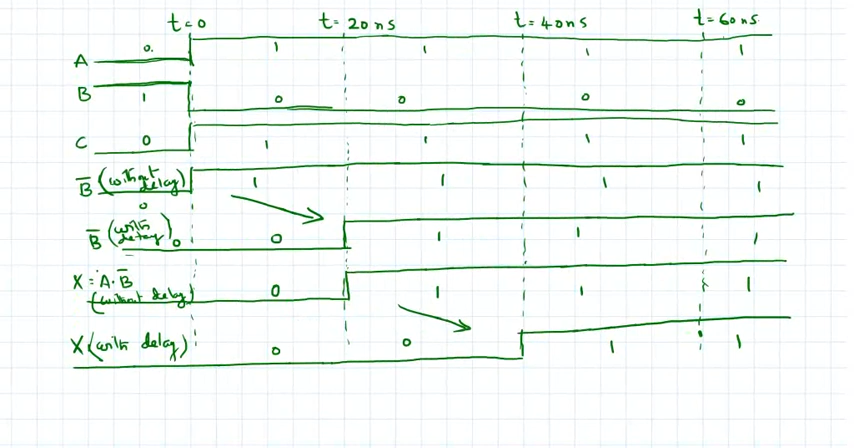 t=0 t=20ns t=40ns t=60ns
A 0 1 1 1 1
B 1 0 0 0 0
C 0 1 1 1 1
B̅ (without delay) 0 1 1 1 1
B̅ (with delay) 0 0 1 1 1
X = A·B̅ (without delay) 0 1 1 1
X (with delay) 0 0 1 1